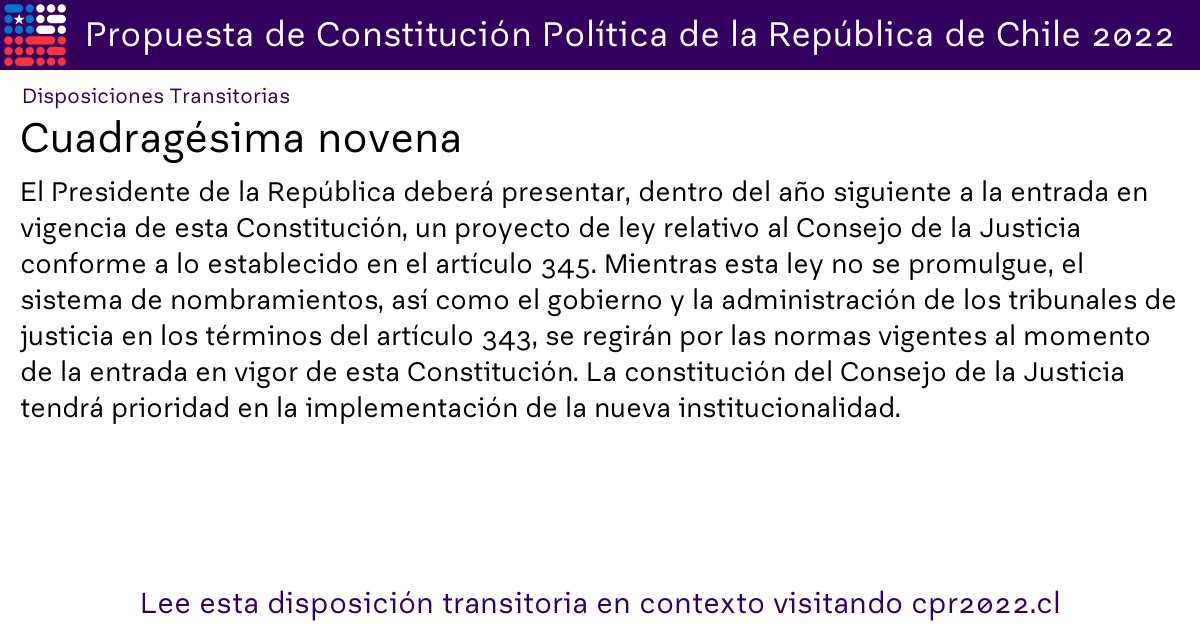 Propuesta de Constitución Política de la República de Chile 2022
Disposiciones Transitorias
Cuadragésima novena
El Presidente de la República deberá presentar, dentro del año siguiente a la entrada en
vigencia de esta Constitución, un proyecto de ley relativo al Consejo de la Justicia
conforme a lo establecido en el artículo 345. Mientras esta ley no se promulgue, el
sistema de nombramientos, así como el gobierno y la administración de los tribunales de
justicia en los términos del artículo 343, se regirán por las normas vigentes al momento
de la entrada en vigor de esta Constitución. La constitución del Consejo de la Justicia
tendrá prioridad en la implementación de la nueva institucionalidad.
Lee esta disposición transitoria en contexto visitando cpr2022.cl